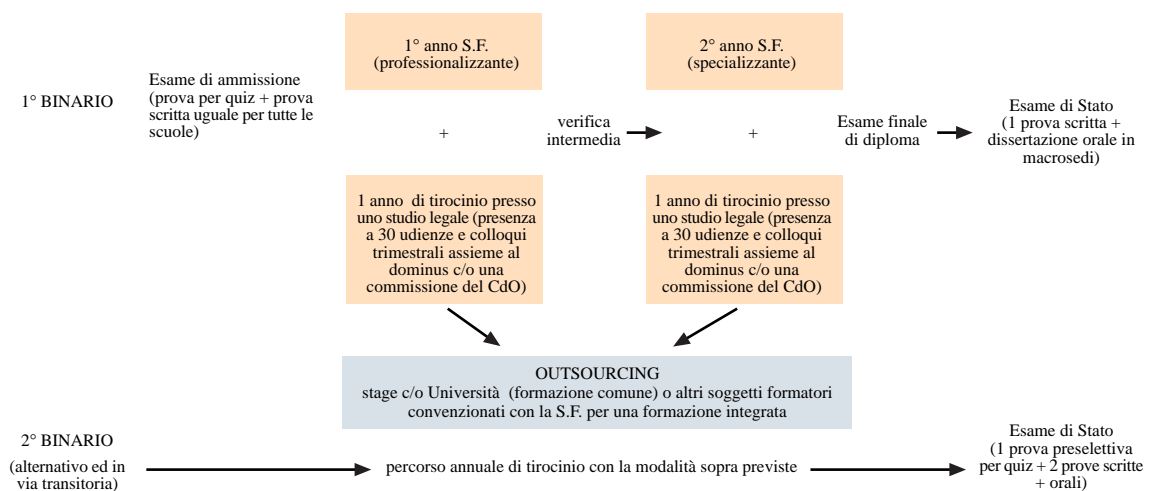 1° BINARIO
Esame di ammissione
(prova per quiz + prova
scritta uguale per tutte le
scuole)
1° anno S.F.
(professionalizzante)
+
1 anno  di tirocinio presso
uno studio legale (presenza
a 30 udienze e colloqui
trimestrali assieme al
dominus c/o una
commissione del CdO)
verifica
intermedia
2° anno S.F.
(specializzante)
+
1 anno di tirocinio presso
uno studio legale (presenza
a 30 udienze e colloqui
trimestrali assieme al
dominus c/o una
commissione del CdO)
Esame finale
di diploma
Esame di Stato
(1 prova scritta +
dissertazione orale in
macrosedi)
OUTSOURCING
stage c/o Università  (formazione comune) o altri soggetti formatori
convenzionati con la S.F. per una formazione integrata
2° BINARIO
(alternativo ed in
via transitoria)
percorso annuale di tirocinio con la modalità sopra previste
Esame di Stato
(1 prova preselettiva
per quiz + 2 prove scritte
+ orali)